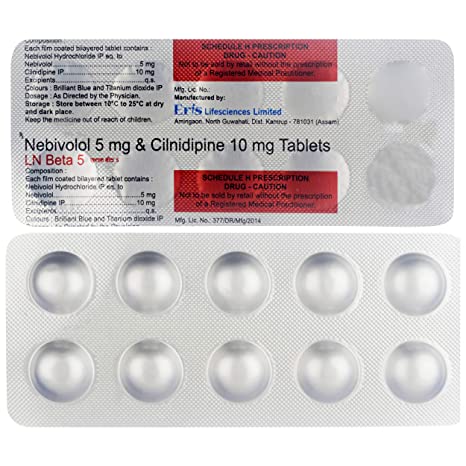 Composition :
Each film coated bilayered tablet contains :
Nebivolol Hydrochloride IP eq. to
Nebivolol..............................5 mg
Cilnidipine IP........................10 mg
Excipients..............................q.s.
Colours : Brilliant Blue and Titanium dioxide IP
Dosage : As Directed by the Physician.
Storage : Store between 10°C to 25°C at dry
and dark place.
Keep the medicine out of reach of children.
SCHEDULE H PRESCRIPTION
DRUG - CAUTION
Not to be sold by retail without the prescription
of a Registered Medical Practitioner.
Mfg. Lic. No.:
Manufactured by:
Eris Lifesciences Limited
Amingaon, North Guwahati, Dist. Kamrup - 781031 (Assam)
Nebivolol 5 mg & Cilnidipine 10 mg Tablets
LN Beta 5
Composition :
Each film coated bilayered tablet contains :
Nebivolol Hydrochloride IP eq. to
Nebivolol..............................5 mg
Cilnidipine IP........................10 mg
Excipients..............................q.s.
Colours : Brilliant Blue and Titanium dioxide IP
SCHEDULE H PRESCRIPTION
DRUG - CAUTION
Not to be sold by retail without the prescription
of a Registered Medical Practitioner.
Mfg. Lic. No.: 377/DR/Mfg/2014